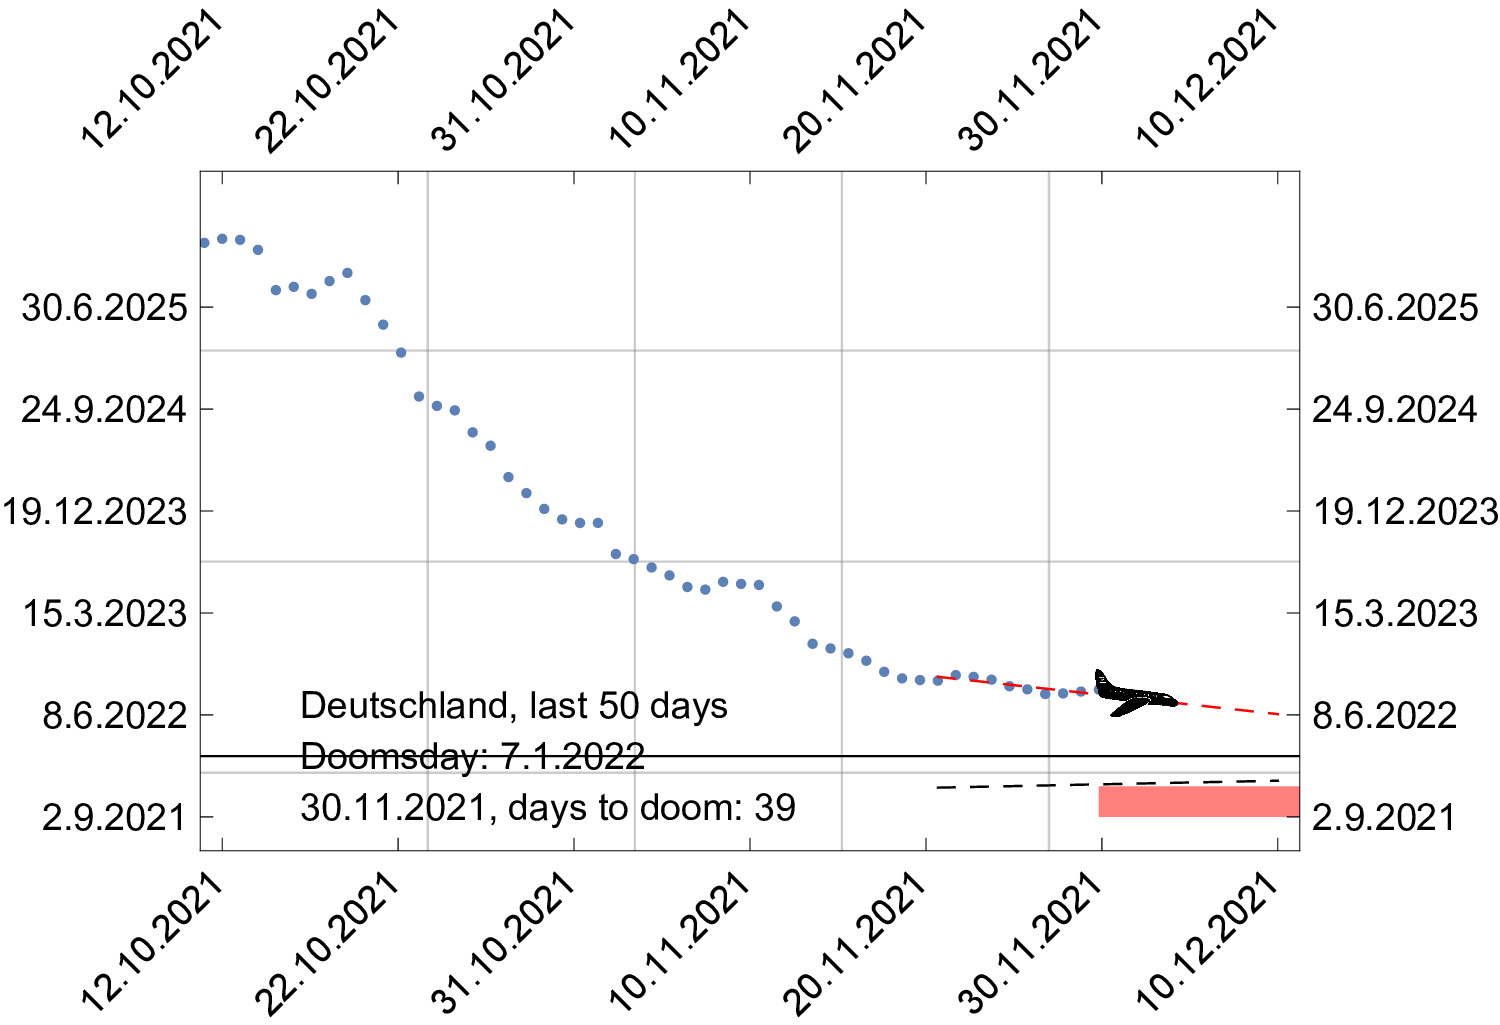 12.10.2021 22.10.2021 31.10.2021 10.11.2021 20.11.2021 30.11.2021 10.12.2021
30.6.2025 30.6.2025
24.9.2024 24.9.2024
19.12.2023 19.12.2023
15.3.2023 15.3.2023
Deutschland, last 50 days
8.6.2022 8.6.2022
Doomsday: 7.1.2022
30.11.2021, days to doom: 39
2.9.2021 2.9.2021
12.10.2021 22.10.2021 31.10.2021 10.11.2021 20.11.2021 30.11.2021 10.12.2021